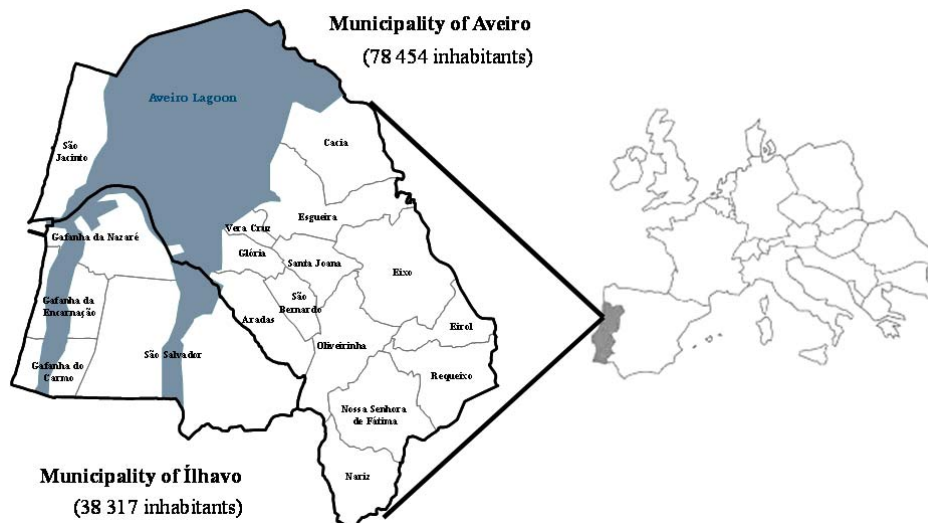 Municipality of Aveiro
(78 454 inhabitants)
Aveiro Lagoon
São
Jacinto
Cacia
Esgueira
Vera Cruz
Gafanha da Nazaré
Glória
Santa Joana
Eixo
São
Bernardo
Gafanha da
Encarnação
Aradas
Eirol
Oliveirinha
São Salvador
Gafanha do
Carmo
Requeixo
Nossa Senhora
de Fátima
Nariz
Municipality of Ílhavo
(38 317 inhabitants)